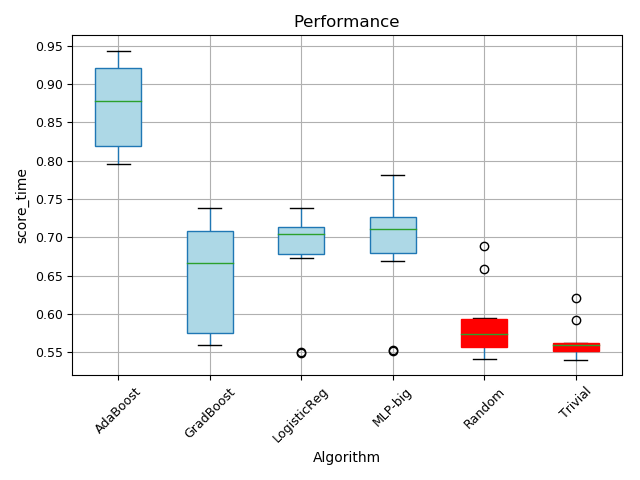 Performance
score_time
0.95
0.90
0.85
0.80
0.75
0.70
0.65
0.60
0.55
AdaBoost
GradBoost
LogisticReg
MLP-big
Random
Trivial
Algorithm